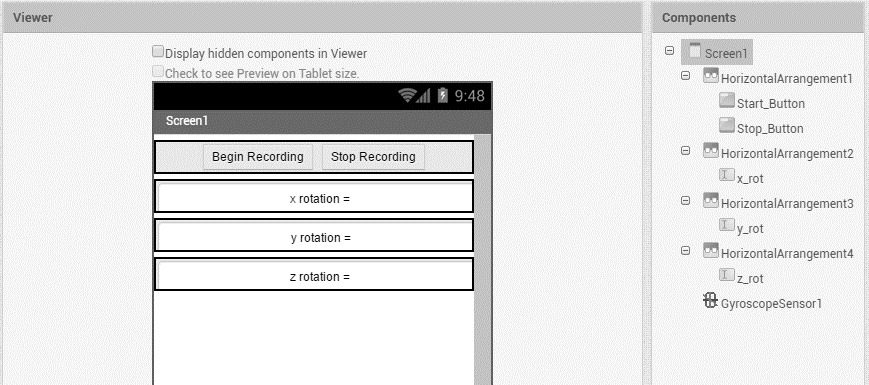 Viewer
Display hidden components in Viewer
Check to see Preview on Tablet size.
9:48
Screen1
Begin Recording Stop Recording
x rotation =
y rotation =
z rotation =
Components
Screen1
HorizontalArrangement1
Start_Button
Stop_Button
HorizontalArrangement2
x_rot
HorizontalArrangement3
y_rot
HorizontalArrangement4
z_rot
GyroscopeSensor1